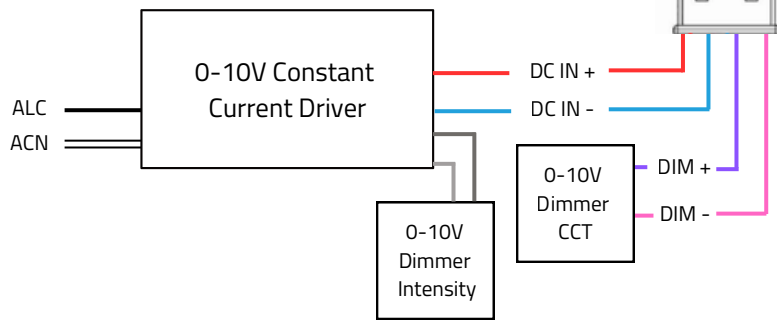 0-10V Constant
Current Driver
ALC
ACN
DC IN +
DC IN -
0-10V
Dimmer
CCT
DIM +
DIM -
0-10V
Dimmer
Intensity